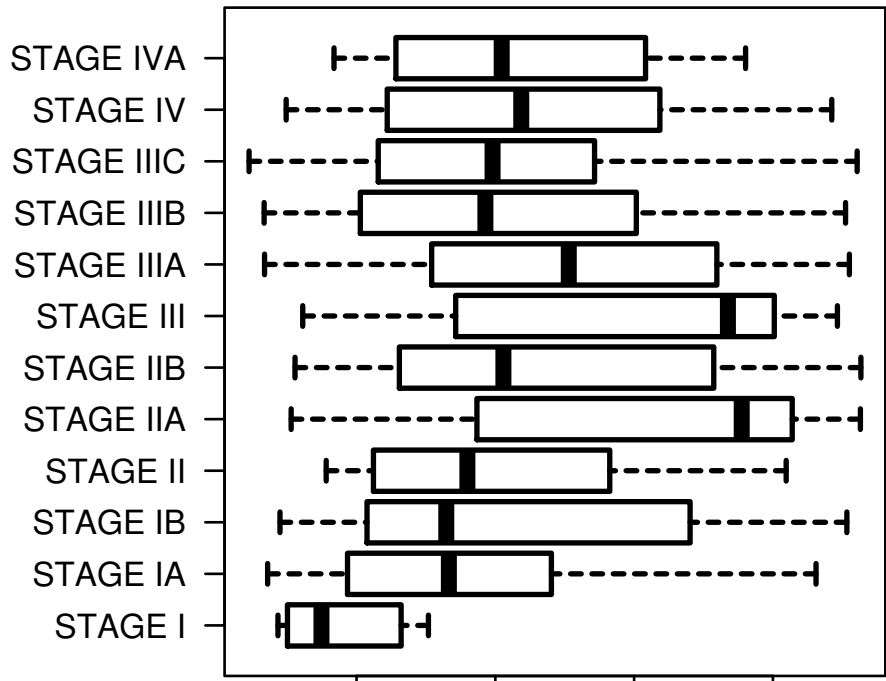 STAGE IVA
STAGE IV
STAGE IIIC
STAGE IIIB
STAGE IIIA
STAGE III
STAGE IIB
STAGE IIA
STAGE II
STAGE IB
STAGE IA
STAGE I